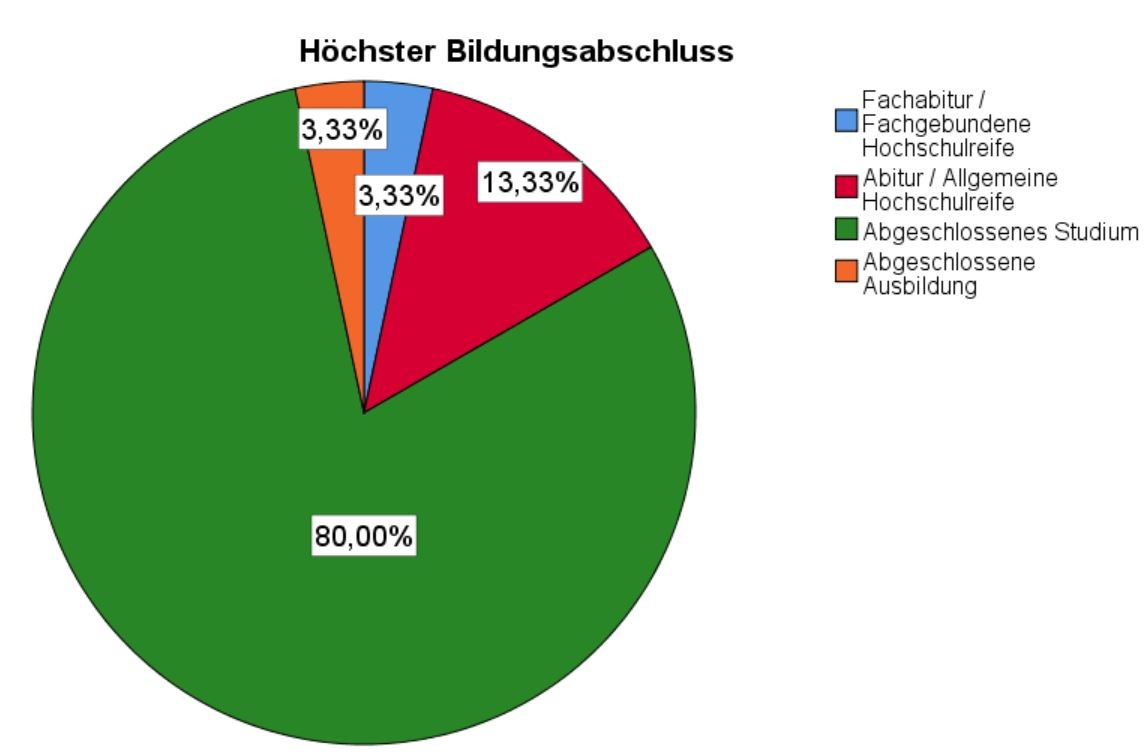 Höchster Bildungsabschluss
3,33%
3,33%
13,33%
80,00%
Fachabitur /
Fachgebundene
Hochschulreife
Abitur / Allgemeine
Hochschulreife
Abgeschlossenes Studium
Abgeschlossene
Ausbildung